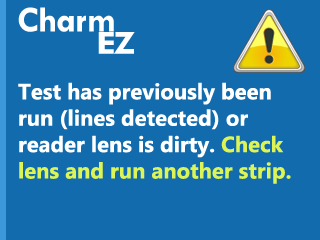 Charm
EZ
Test has previously been
run (lines detected) or
reader lens is dirty. Check
lens and run another strip.